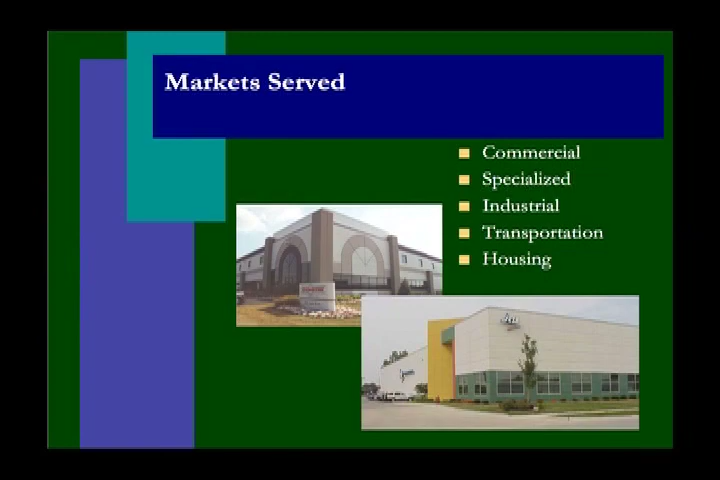 Markets Served
Commercial
Specialized
Industrial
Transportation
Housing